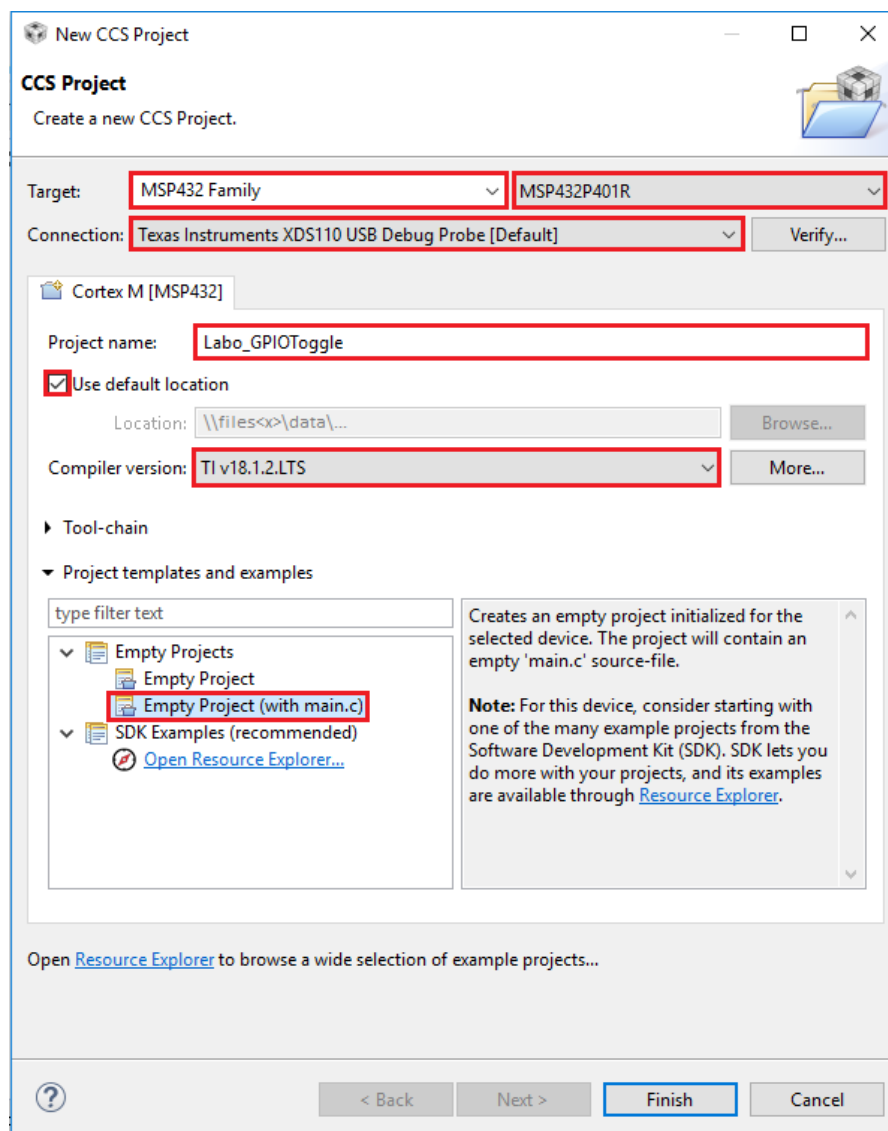 New CCS Project
CCS Project
Create a new CCS Project.
Target: MSP432 Family MSP432P401R
Connection: Texas Instruments XDS110 USB Debug Probe [Default] Verify...
Cortex M [MSP432]
Project name: Labo_GPIOToggle
Use default location
Location: \\files<x>\data\... Browse...
Compiler version: TI v18.1.2.LTS More...
Tool-chain
Project templates and examples
type filter text
Empty Projects
Empty Project
Empty Project (with main.c)
SDK Examples (recommended)
Open Resource Explorer...
Creates an empty project initialized for the
selected device. The project will contain an
empty 'main.c' source-file.
Note: For this device, consider starting with
one of the many example projects from the
Software Development Kit (SDK). SDK lets you
do more with your projects, and its examples
are available through Resource Explorer.
Open Resource Explorer to browse a wide selection of example projects...
? < Back Next > Finish Cancel